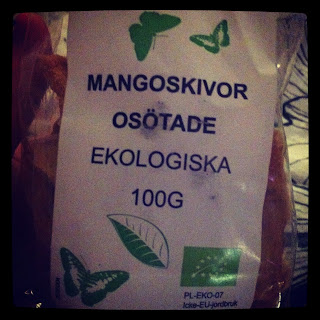 MANGOSKIVOR
OSÖTADE
EKOLOGISKA
100G
PL-EKO-07
Icke-EU-jordbruk